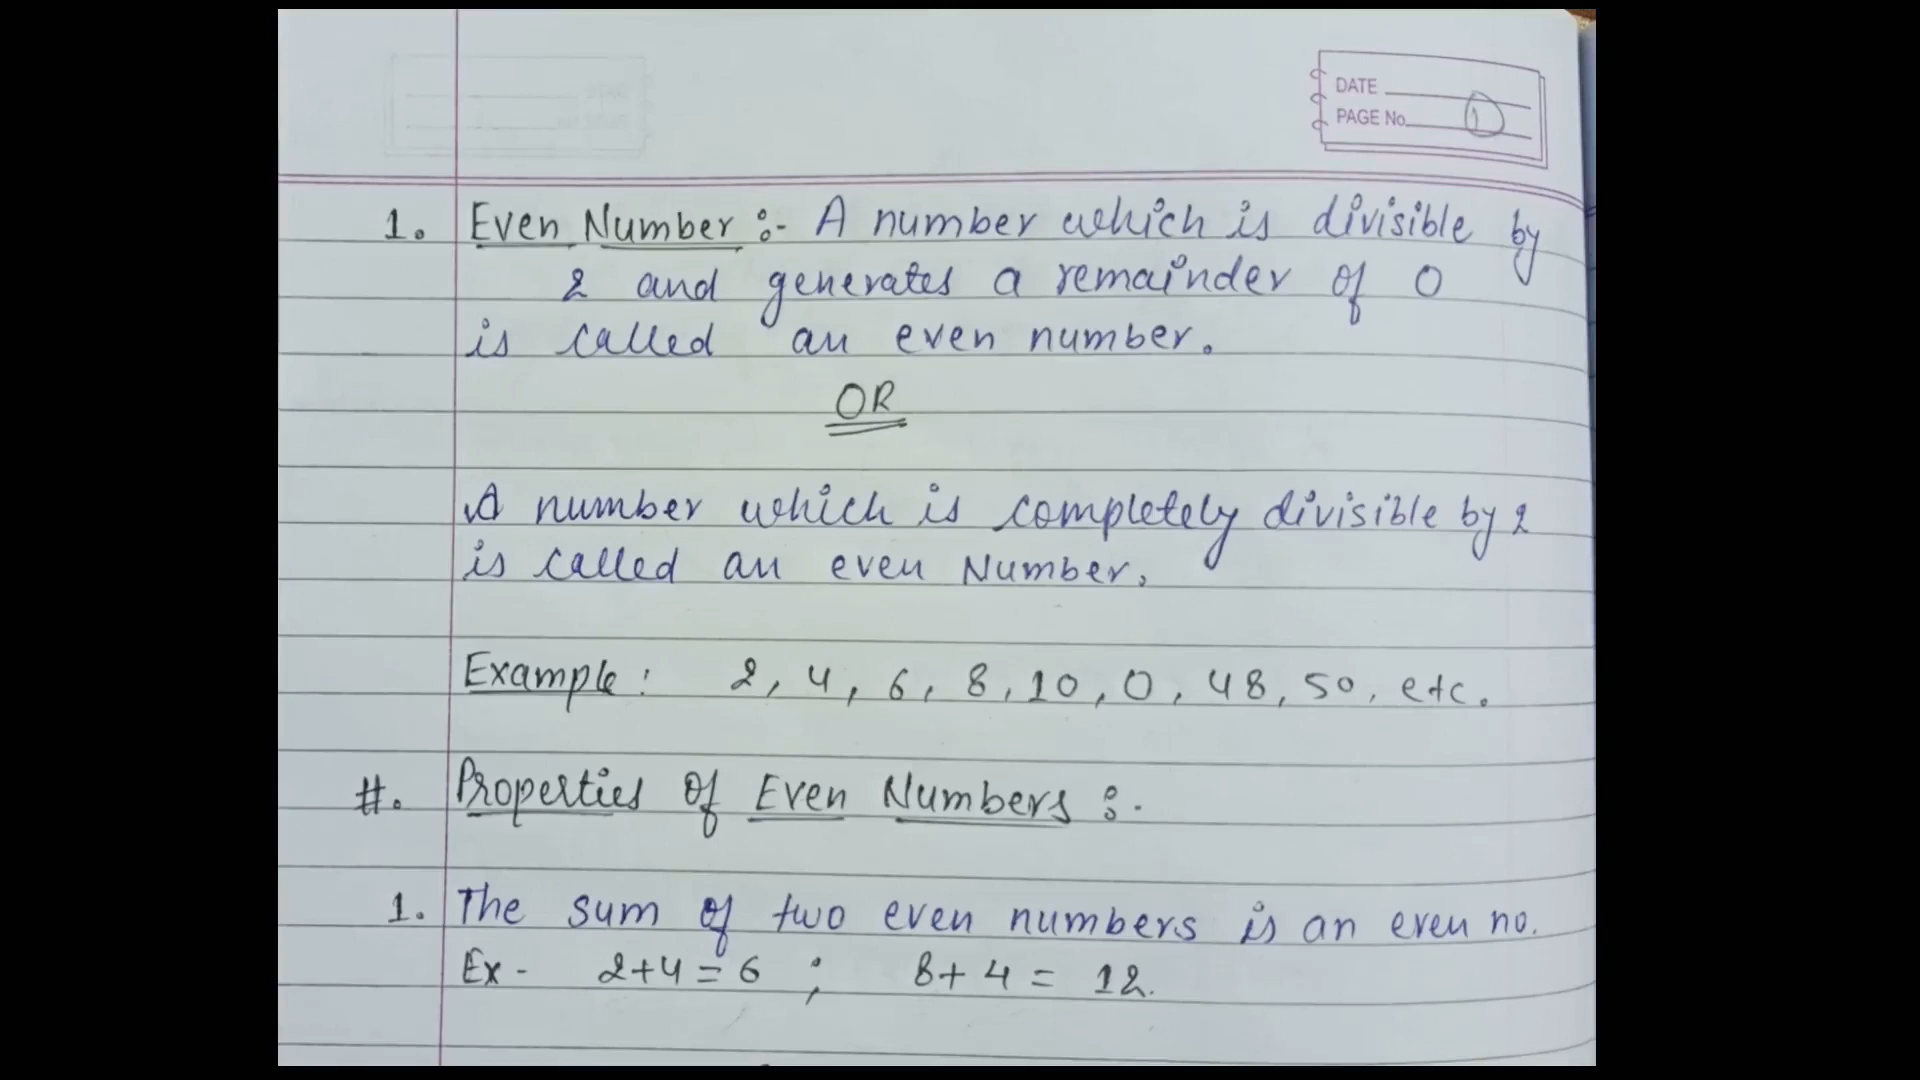 DATE
PAGE No. 1
1. Even Number :- A number which is divisible by
2 and generates a remainder of 0
is called an even number.
OR
A number which is completely divisible by 2
is called an even Number.
Example : 2, 4, 6, 8, 10, 0, 48, 50, etc.
#. Properties of Even Numbers :-
1. The sum of two even numbers is an even no.
Ex - 2+4=6 ; 8+4= 12.